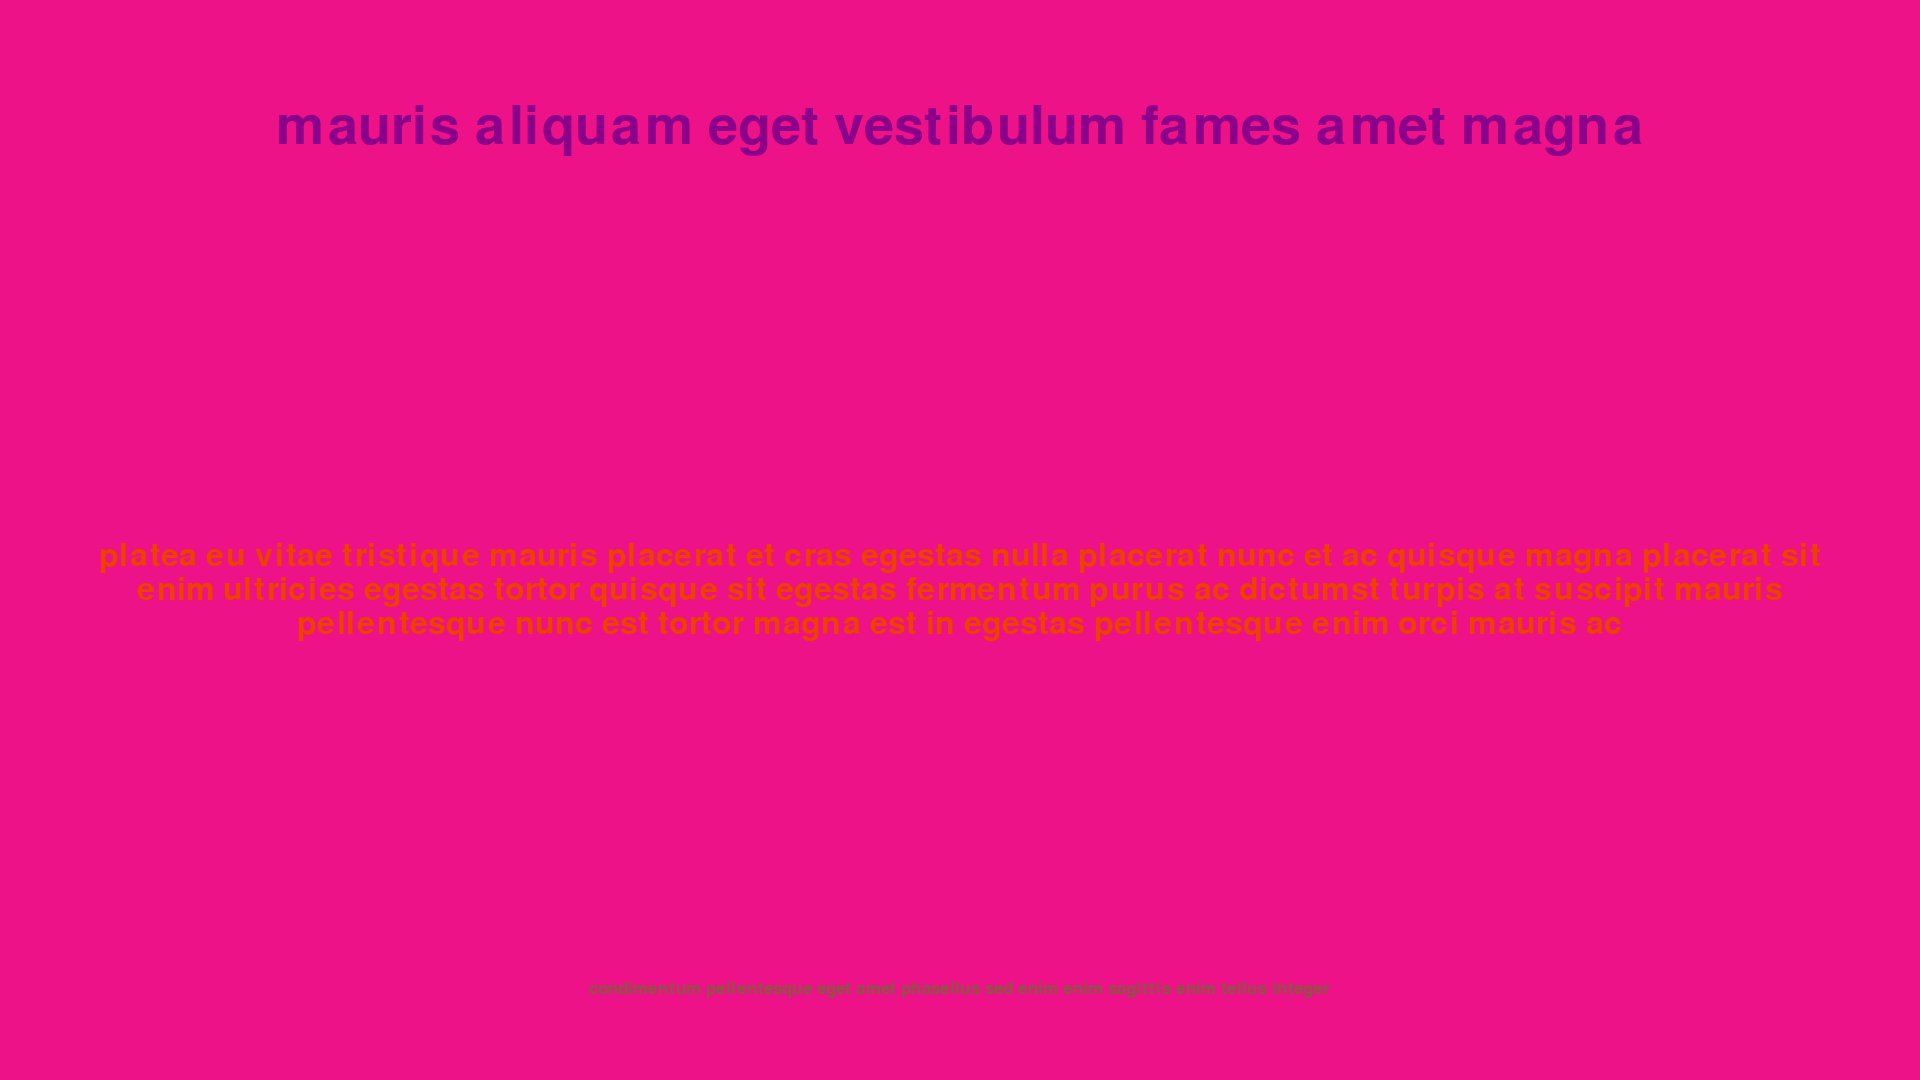 mauris aliquam eget vestibulum fames amet magna
platea eu vitae tristique mauris placerat et cras egestas nulla placerat nunc et ac quisque magna placerat sit
enim ultricies egestas tortor quisque sit egestas fermentum purus ac dictumst turpis at suscipit mauris
pellentesque nunc est tortor magna est in egestas pellentesque enim orci mauris ac
condimentum pellentesque eget amet phasellus sed enim enim sagittis enim tellus integer